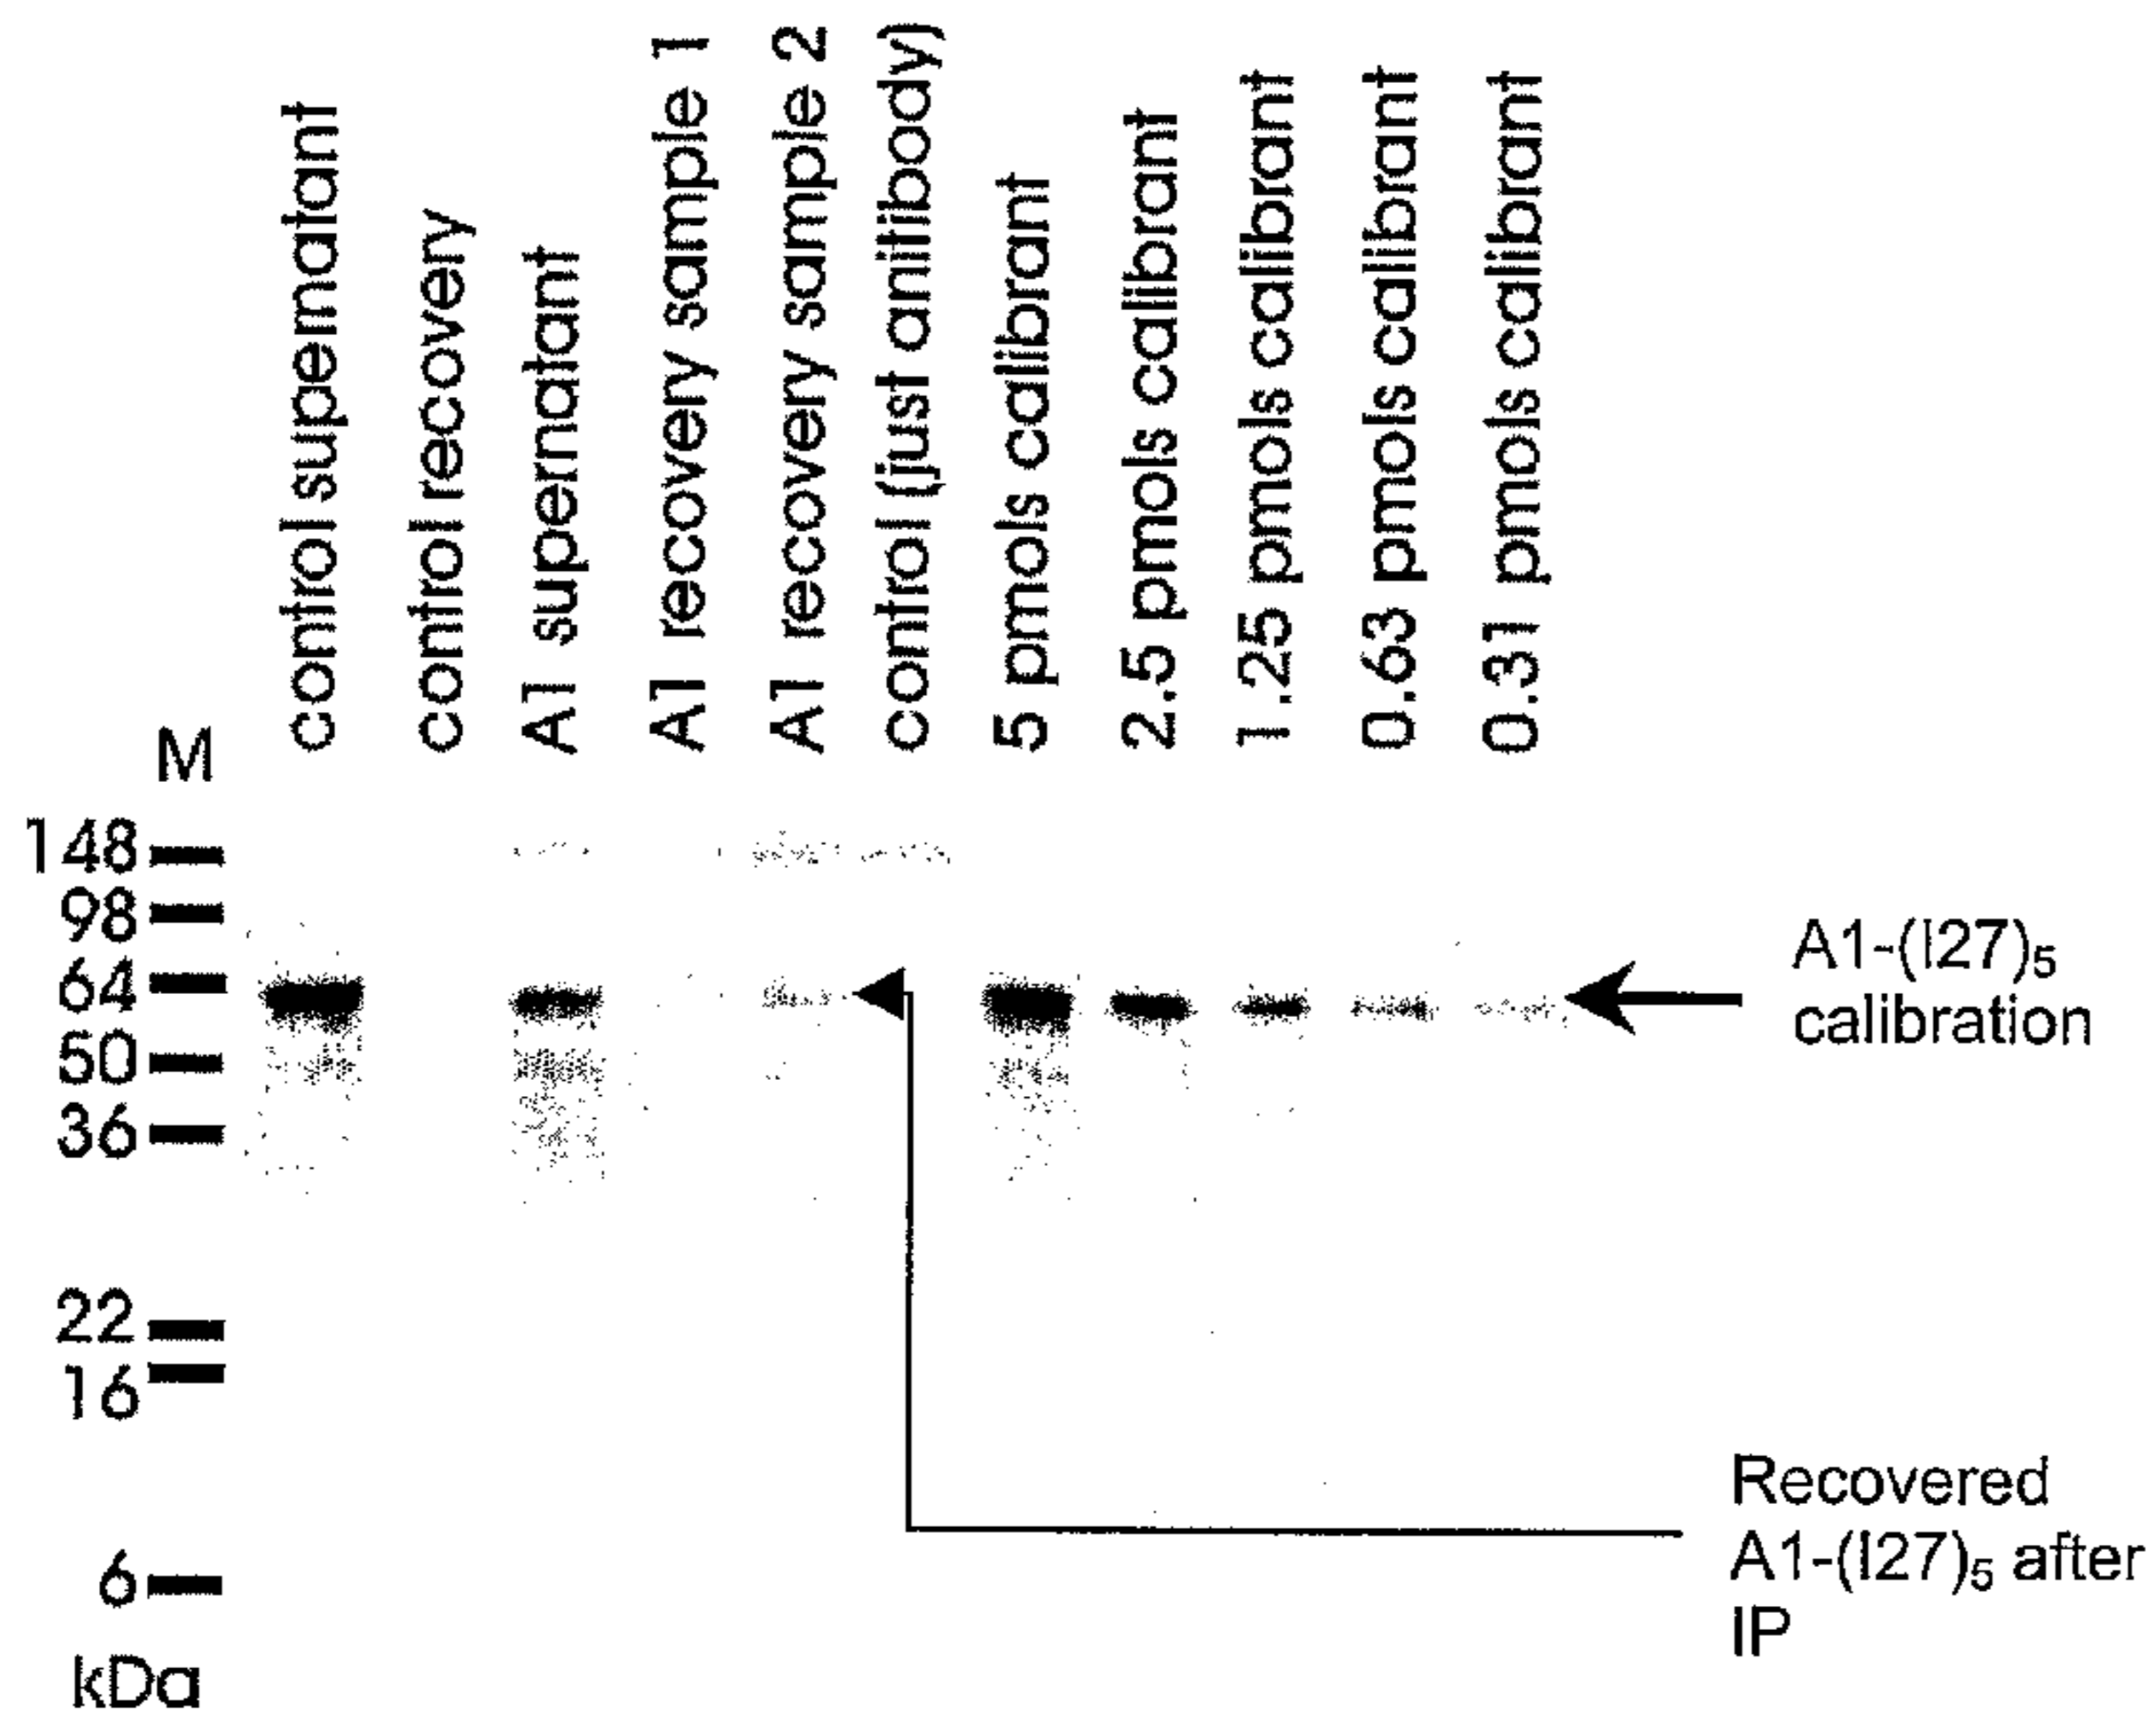 control supematant
control recovery
A1 supernatant
A1 recovery sample 1
A1 recovery sample 2
control (just anitibody)
5 pmols calibrant
2.5 pmols calibrant
1.25 pmols calibrant
0.63 pmols calibrant
0.31 pmols calibrant
M
148
98
64
50
36
22
16
6
kDa
A1-(I27)5
calibration
Recovered
A1-(I27)5 after
IP